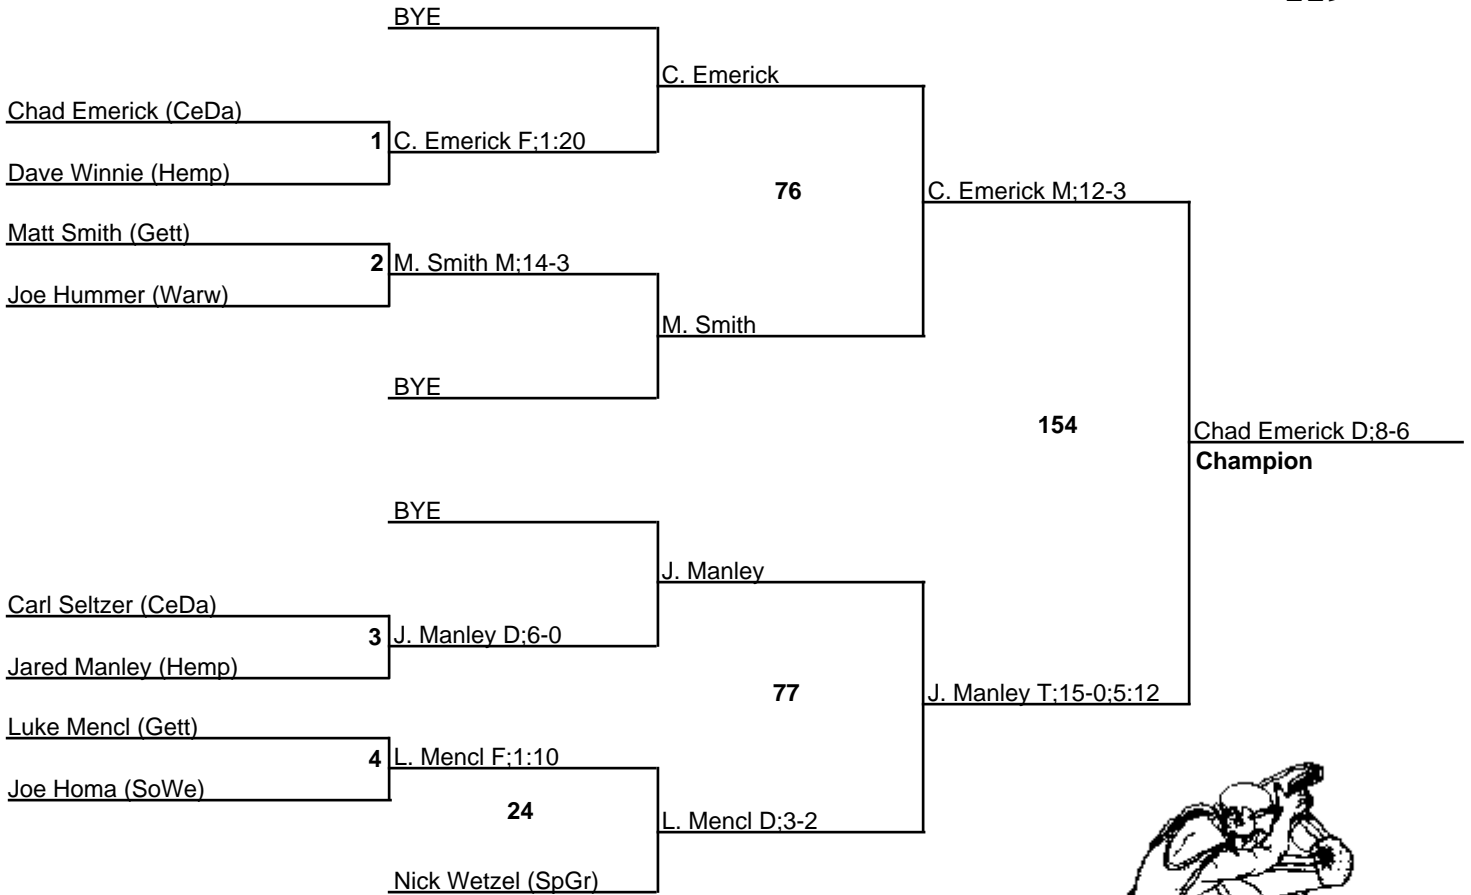 BYE
C. Emerick
Chad Emerick (CeDa)
1 C. Emerick F;1:20
Dave Winnie (Hemp)
76
C. Emerick M;12-3
Matt Smith (Gett)
2 M. Smith M;14-3
Joe Hummer (Warw)
M. Smith
BYE
154
Chad Emerick D;8-6
Champion
BYE
J. Manley
Carl Seltzer (CeDa)
3 J. Manley D;6-0
Jared Manley (Hemp)
77
J. Manley T;15-0;5:12
Luke Mencl (Gett)
4 L. Mencl F;1:10
Joe Homa (SoWe)
24
L. Mencl D;3-2
Nick Wetzel (SpGr)